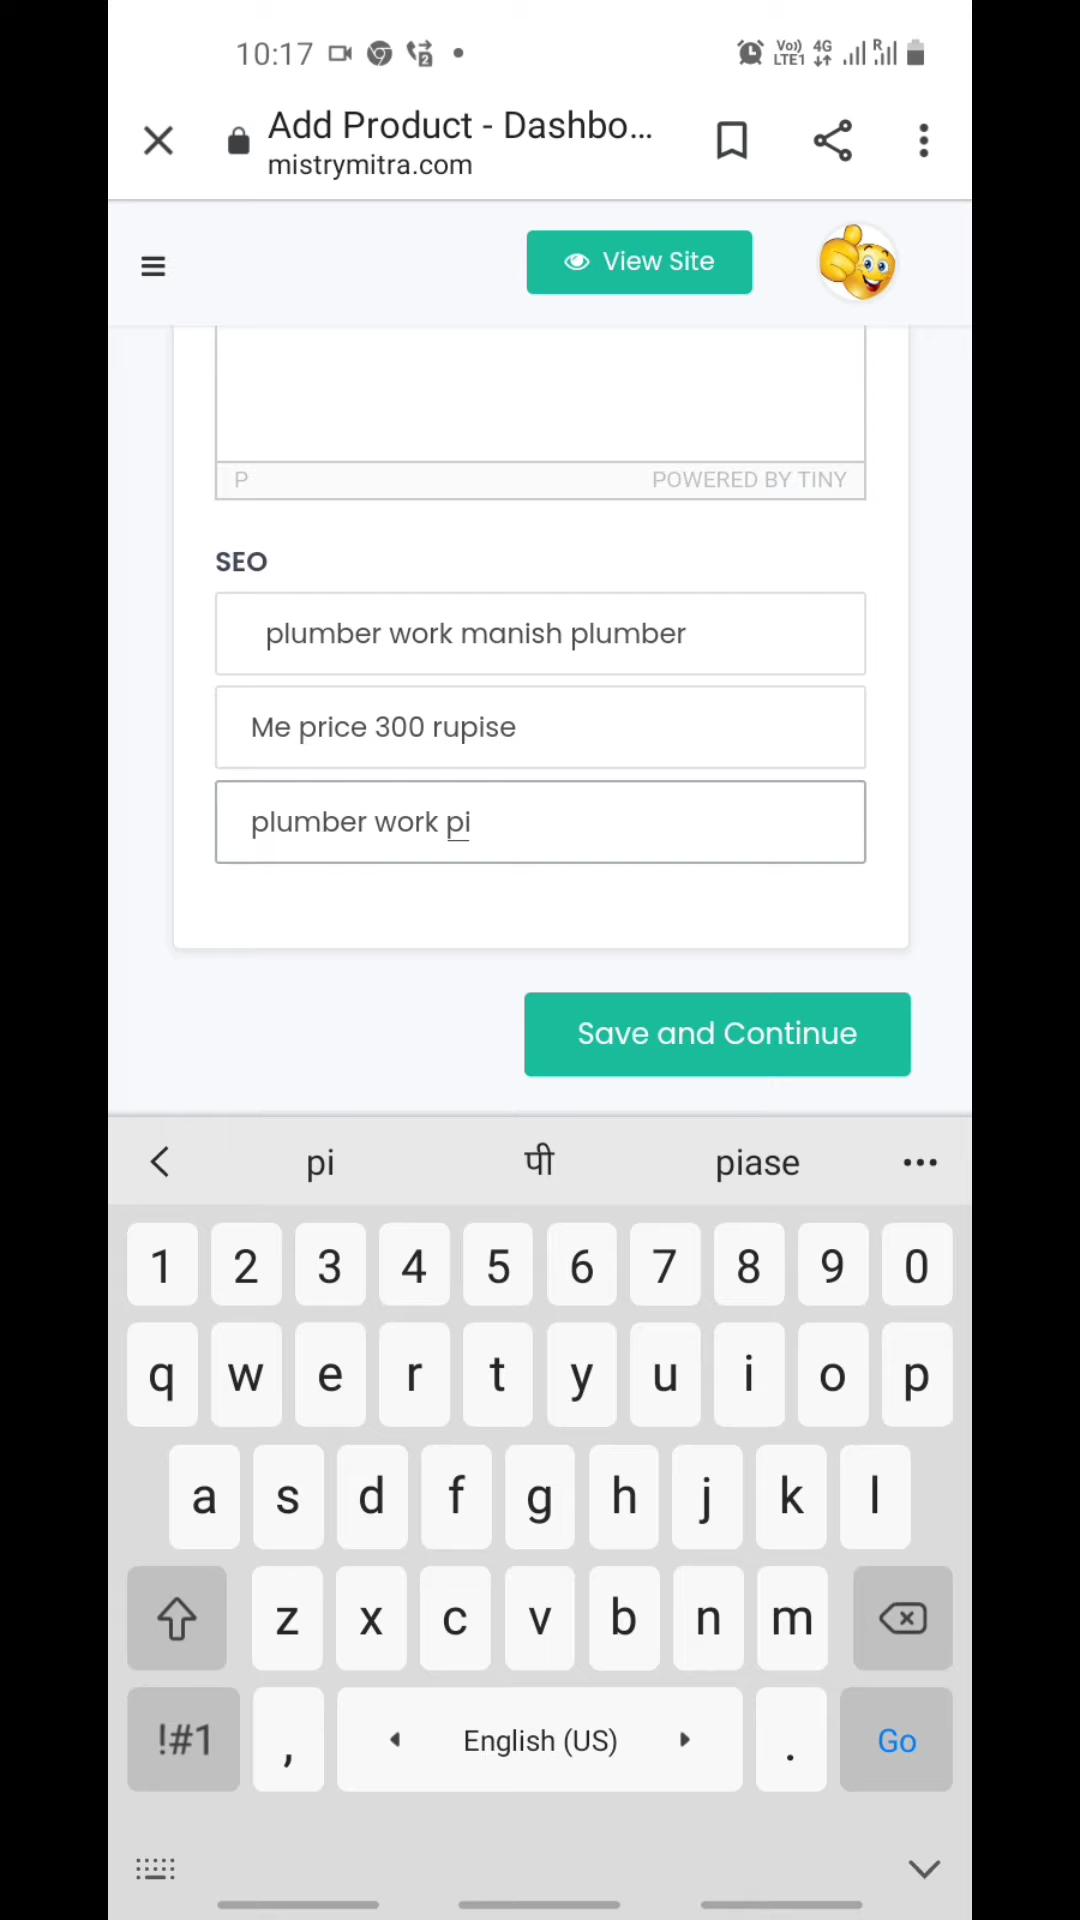 10:17
Vo)) 4G R
LTE1
2
Add Product - Dashbo...
mistrymitra.com
View Site
P POWERED BY TINY
SEO
plumber work manish plumber
Me price 300 rupise
plumber work pi
Save and Continue
pi पी piase
1 2 3 4 5 6 7 8 9 0
q w e r t y u i o p
a s d f g h j k l
z x c v b n m
!#1 , English (US) . Go